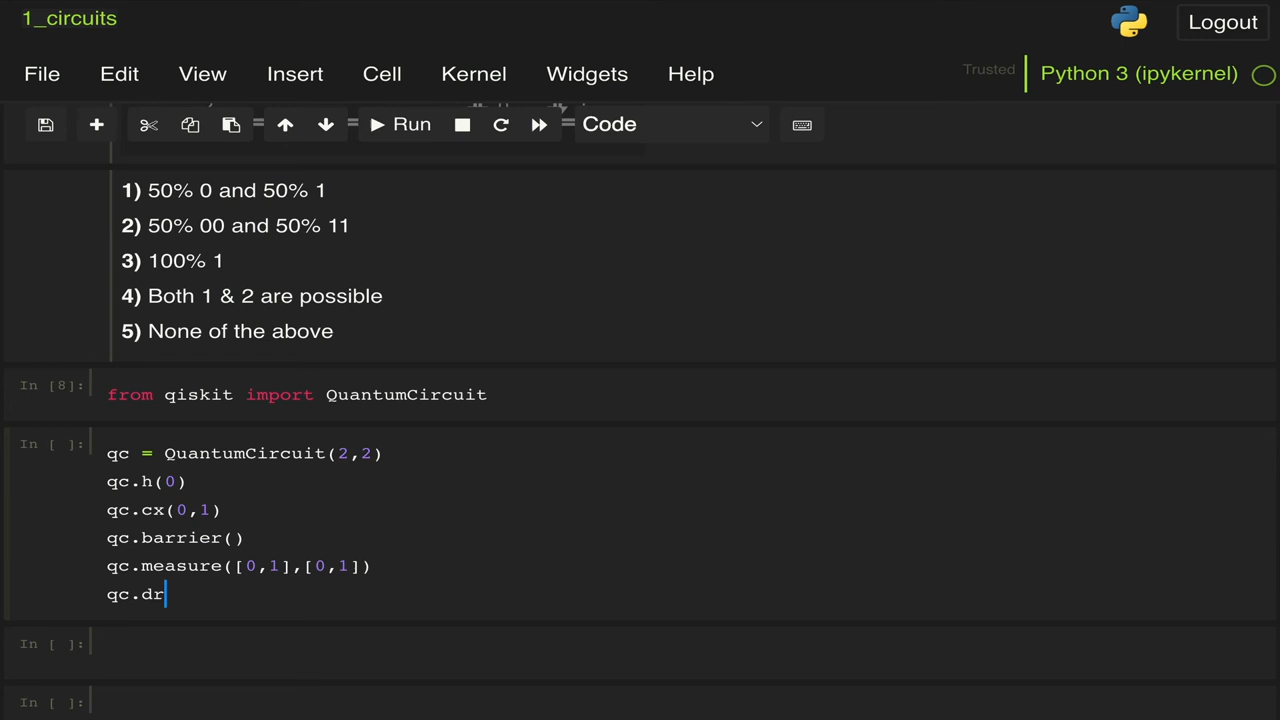 1_circuits
Logout
File Edit View Insert Cell Kernel Widgets Help
Trusted Python 3 (ipykernel)
Run Code
1) 50% 0 and 50% 1
2) 50% 00 and 50% 11
3) 100% 1
4) Both 1 & 2 are possible
5) None of the above
In [8]: from qiskit import QuantumCircuit
In [ ]: qc = QuantumCircuit(2,2)
qc.h(0)
qc.cx(0,1)
qc.barrier()
qc.measure([0,1],[0,1])
qc.dr
In [ ]:
In [ ]: